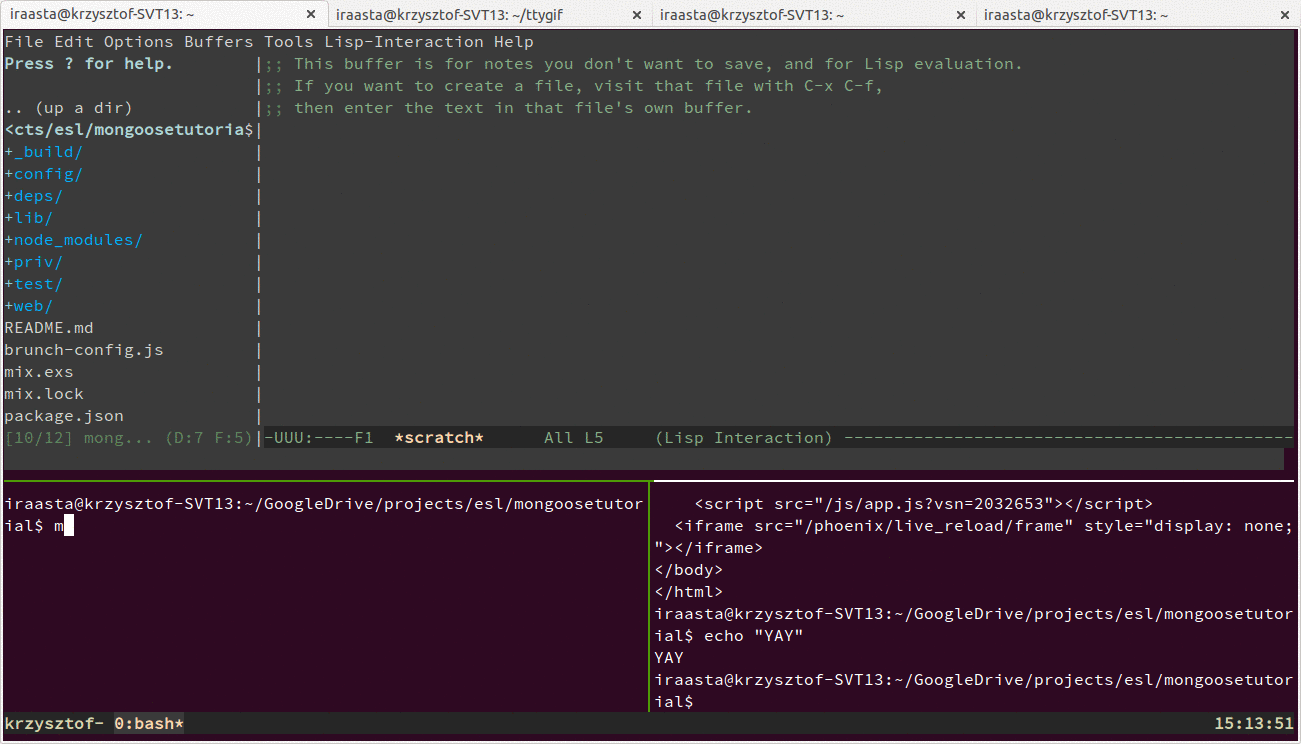 iraasta@krzysztof-SVT13: ~ × iraasta@krzysztof-SVT13: ~/ttygif × iraasta@krzysztof-SVT13: ~ × iraasta@krzysztof-SVT13: ~ ×
File Edit Options Buffers Tools Lisp-Interaction Help
Press ? for help.
.. (up a dir)
<cts/esl/mongoosetutoria$
+_build/
+config/
+deps/
+lib/
+node_modules/
+priv/
+test/
+web/
README.md
brunch-config.js
mix.exs
mix.lock
package.json
[10/12] mong... (D:7 F:5)
;; This buffer is for notes you don't want to save, and for Lisp evaluation.
;; If you want to create a file, visit that file with C-x C-f,
;; then enter the text in that file's own buffer.
-UUU:----F1  *scratch*      All L5     (Lisp Interaction) ---------------------------------------------
iraasta@krzysztof-SVT13:~/GoogleDrive/projects/esl/mongoosetutor
ial$ m
<script src="/js/app.js?vsn=2032653"></script>
<iframe src="/phoenix/live_reload/frame" style="display: none;
"></iframe>
</body>
</html>
iraasta@krzysztof-SVT13:~/GoogleDrive/projects/esl/mongoosetutor
ial$ echo "YAY"
YAY
iraasta@krzysztof-SVT13:~/GoogleDrive/projects/esl/mongoosetutor
ial$
krzysztof- 0:bash* 15:13:51